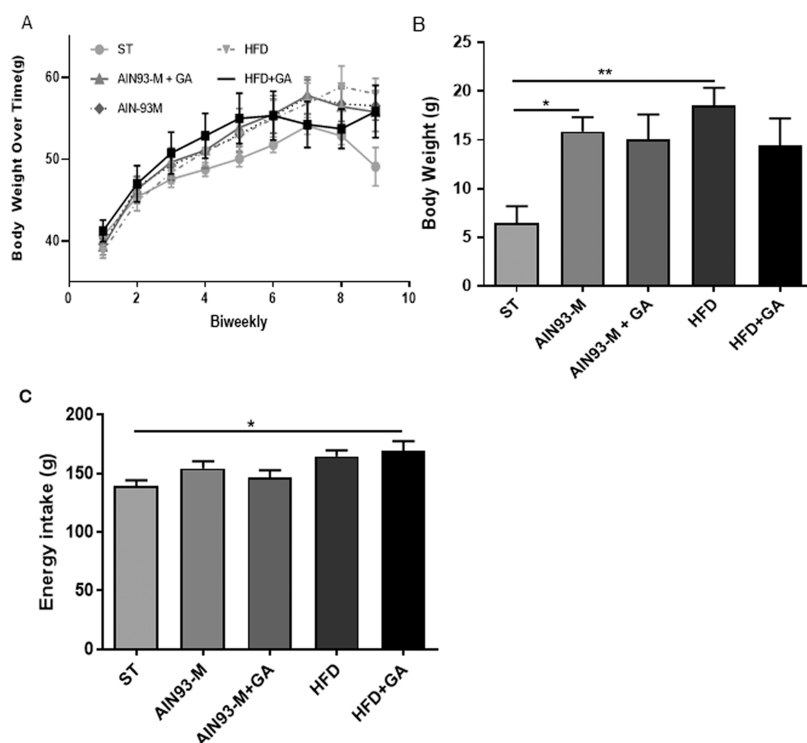 A
Body Weight Over Time(g)
60
50
40
ST
HFD
AIN93-M + GA
HFD+GA
AIN-93M
0
2
4
6
8
10
Biweekly
B
Body Weight (g)
25
20
15
10
5
0
**
*
ST
AIN93-M
AIN93-M + GA
HFD
HFD+GA
C
Energy intake (g)
200
150
100
50
0
*
ST
AIN93-M
AIN93-M+GA
HFD
HFD+GA